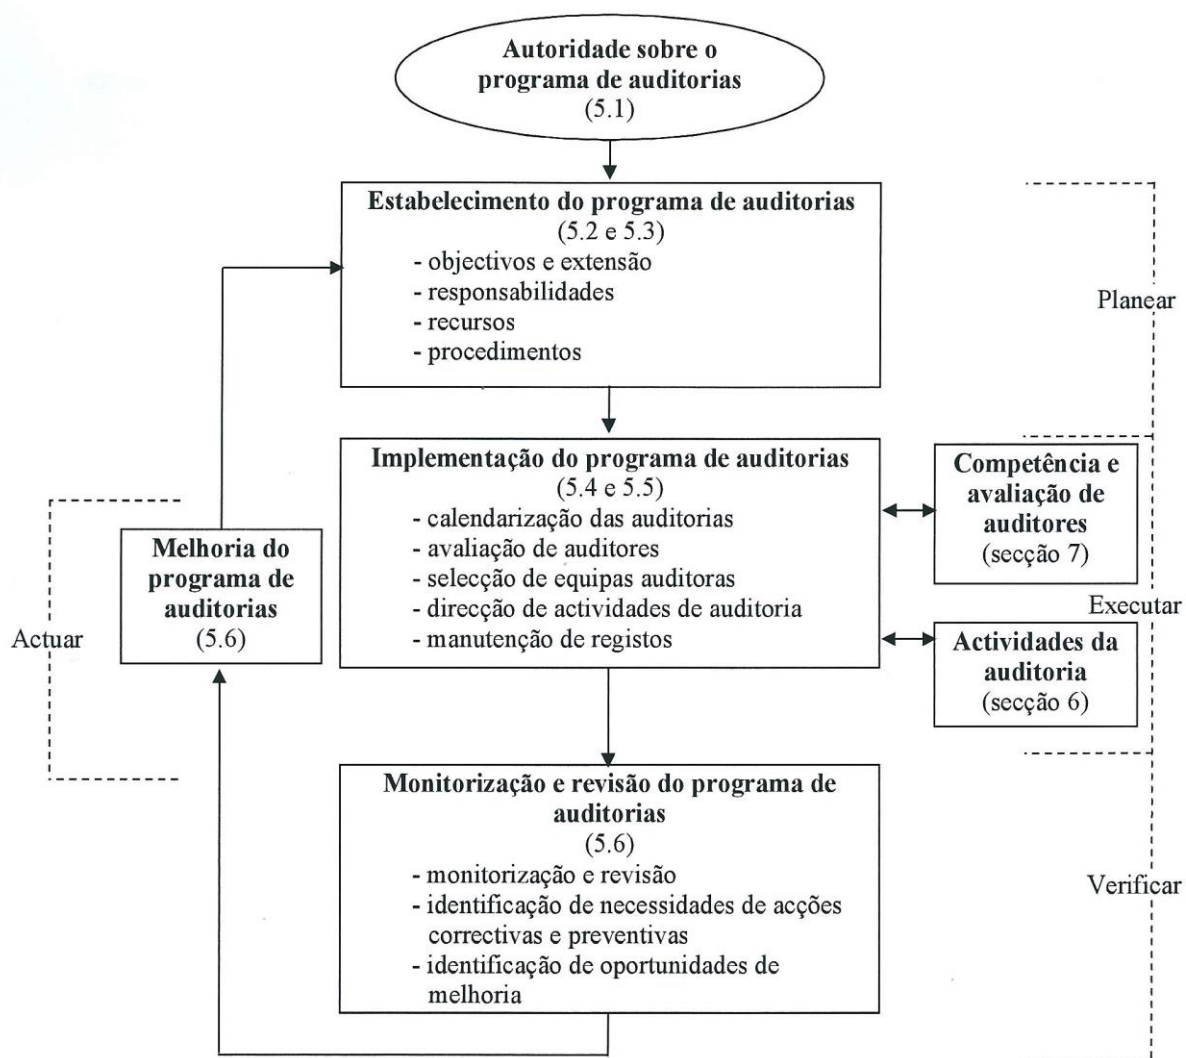 Autoridade sobre o
programa de auditorias
(5.1)
Estabelecimento do programa de auditorias
(5.2 e 5.3)
- objectivos e extensão
- responsabilidades
- recursos
- procedimentos
Planear
Implementação do programa de auditorias
(5.4 e 5.5)
- calendarização das auditorias
- avaliação de auditores
- selecção de equipas auditoras
- direcção de actividades de auditoria
- manutenção de registos
Competência e
avaliação de
auditores
(secção 7)
Executar
Actividades da
auditoria
(secção 6)
Melhoria do
programa de
auditorias
(5.6)
Actuar
Monitorização e revisão do programa de
auditorias
(5.6)
- monitorização e revisão
- identificação de necessidades de acções
correctivas e preventivas
- identificação de oportunidades de
melhoria
Verificar